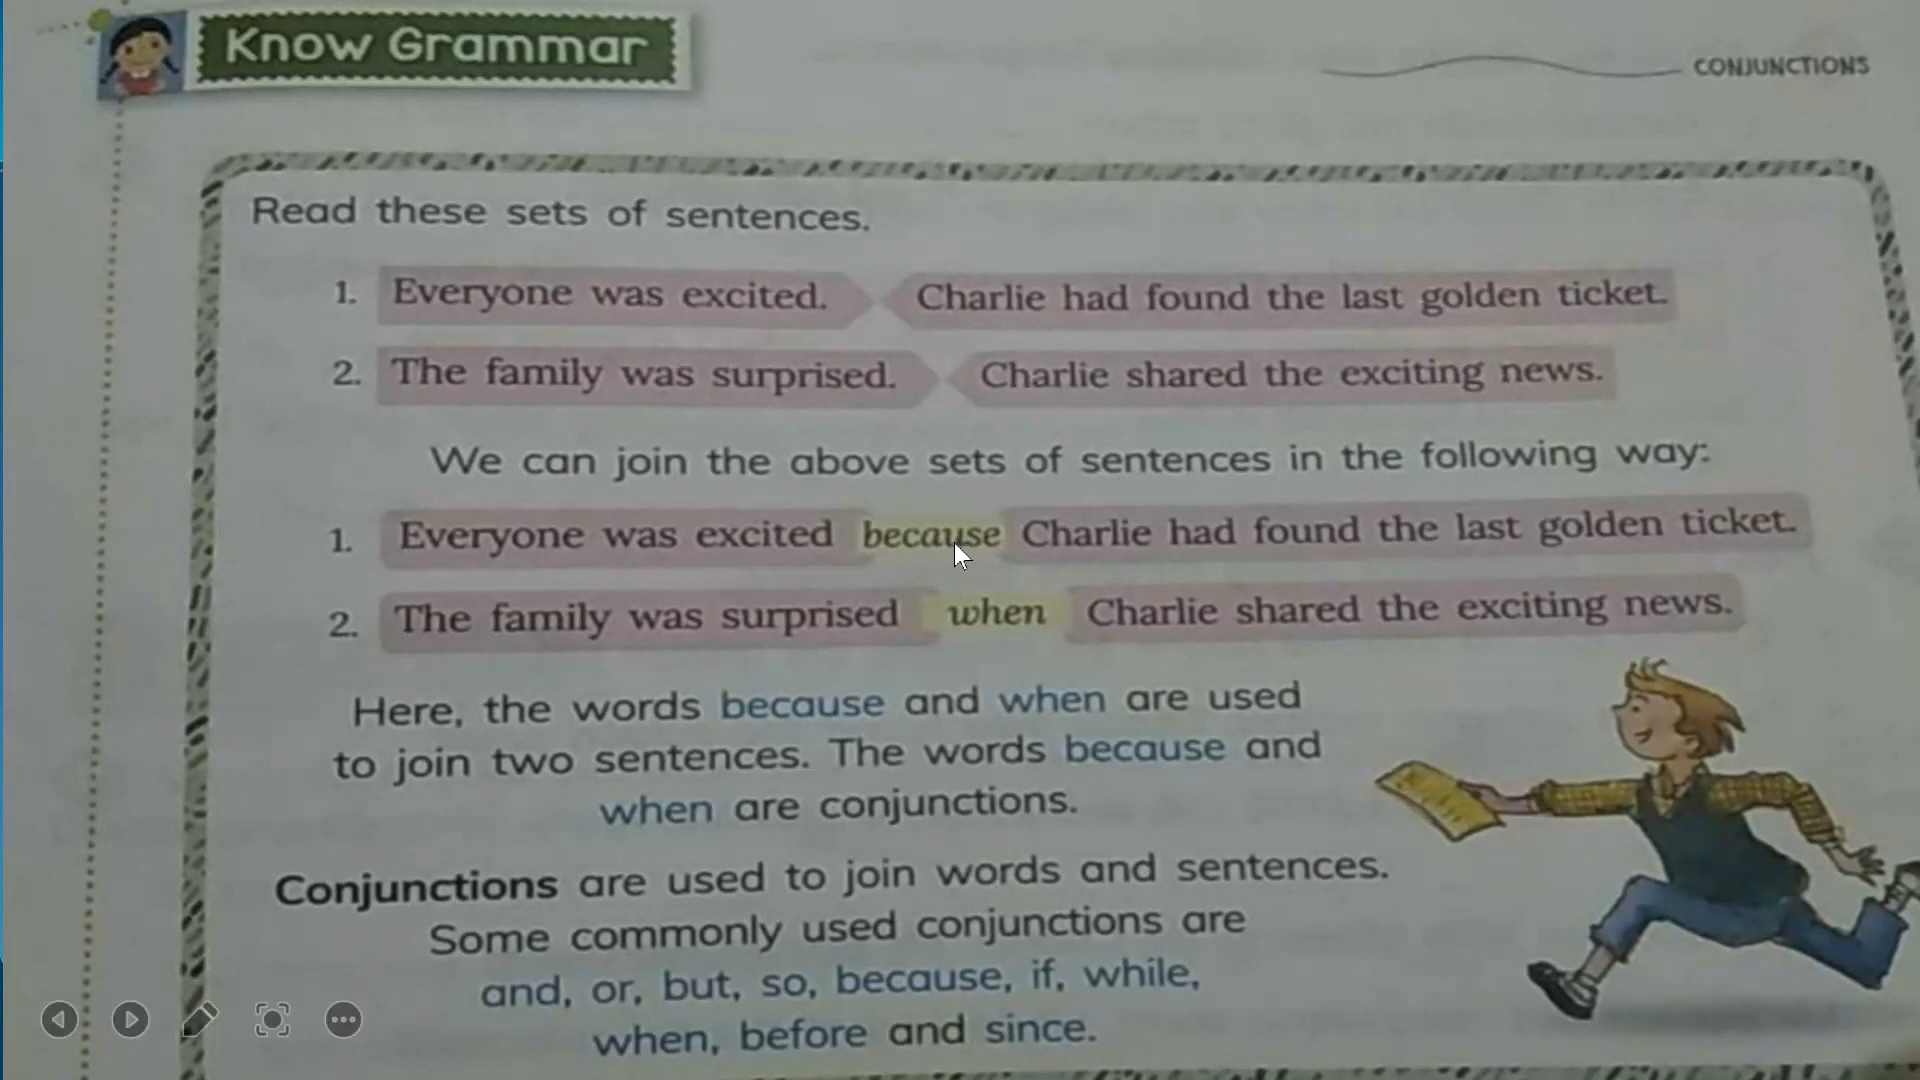 Know Grammar
CONJUNCTIONS
Read these sets of sentences.
1. Everyone was excited. Charlie had found the last golden ticket.
2. The family was surprised. Charlie shared the exciting news.
We can join the above sets of sentences in the following way:
1. Everyone was excited because Charlie had found the last golden ticket.
2. The family was surprised when Charlie shared the exciting news.
Here, the words because and when are used
to join two sentences. The words because and
when are conjunctions.
Conjunctions are used to join words and sentences.
Some commonly used conjunctions are
and, or, but, so, because, if, while,
when, before and since.